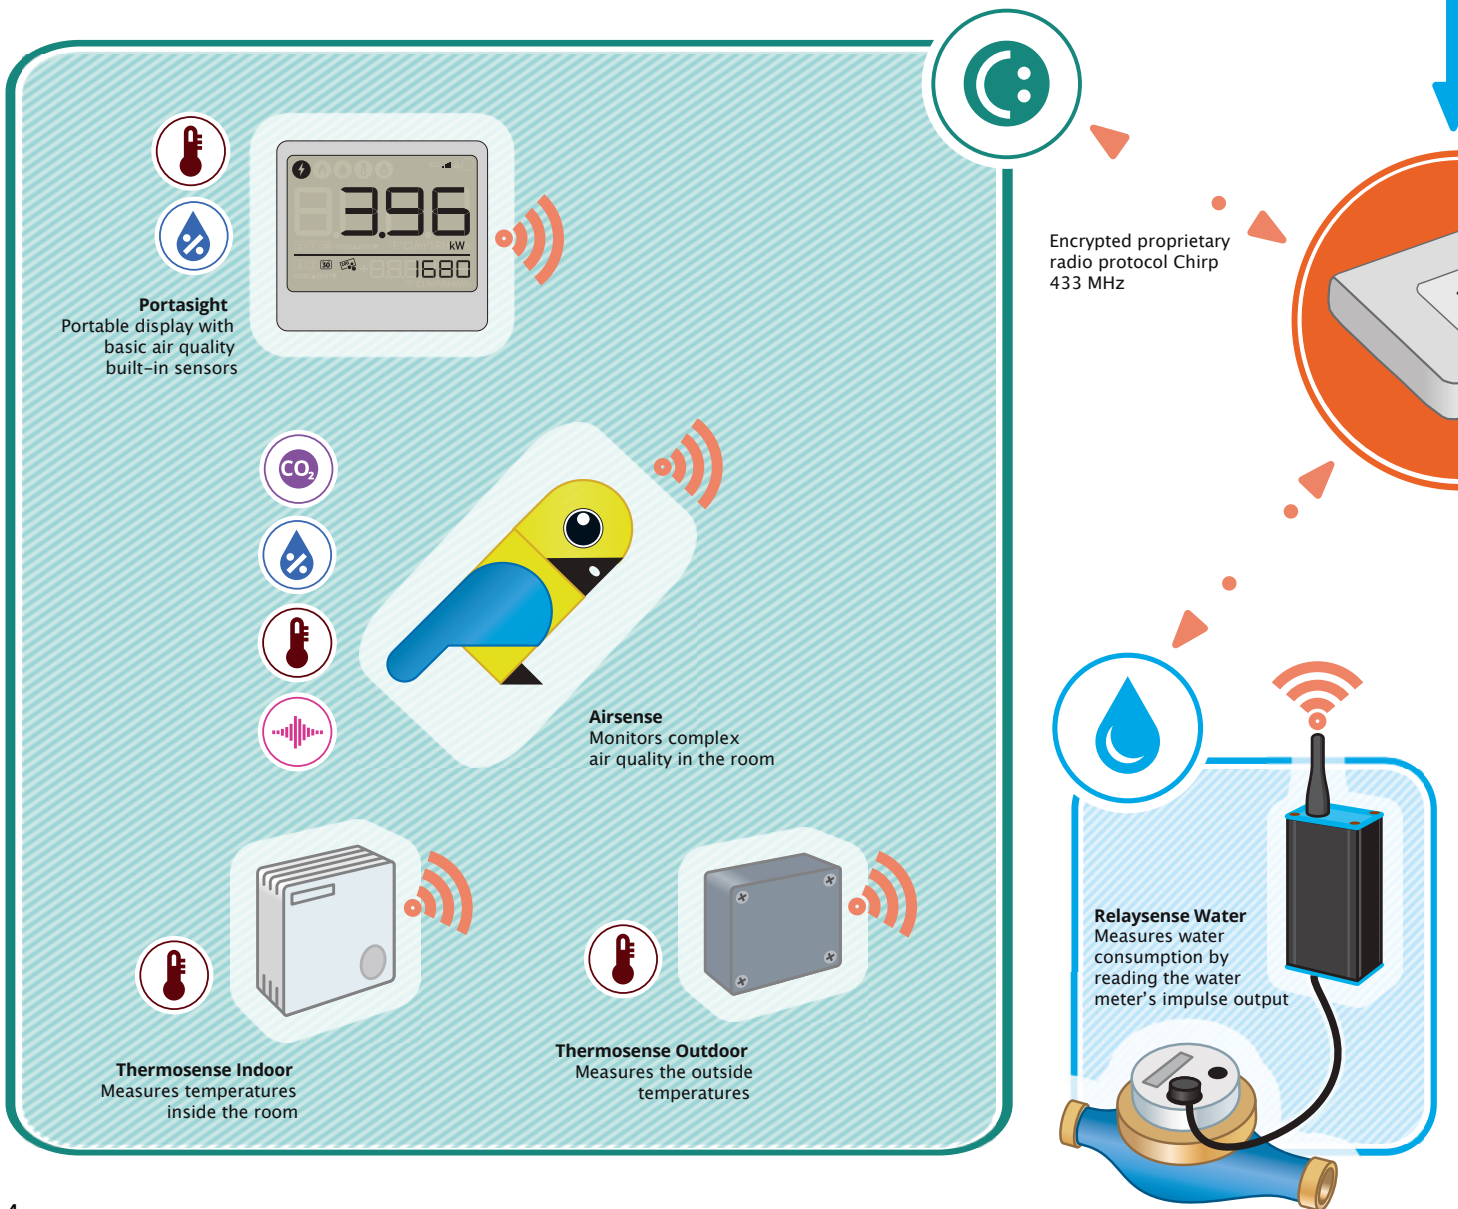 3.96
kW
30
1680
Portasight
Portable display with
basic air quality
built-in sensors
CO2
Airsense
Monitors complex
air quality in the room
Thermosense Indoor
Measures temperatures
inside the room
Thermosense Outdoor
Measures the outside
temperatures
Encrypted proprietary
radio protocol Chirp
433 MHz
Relaysense Water
Measures water
consumption by
reading the water
meter’s impulse output